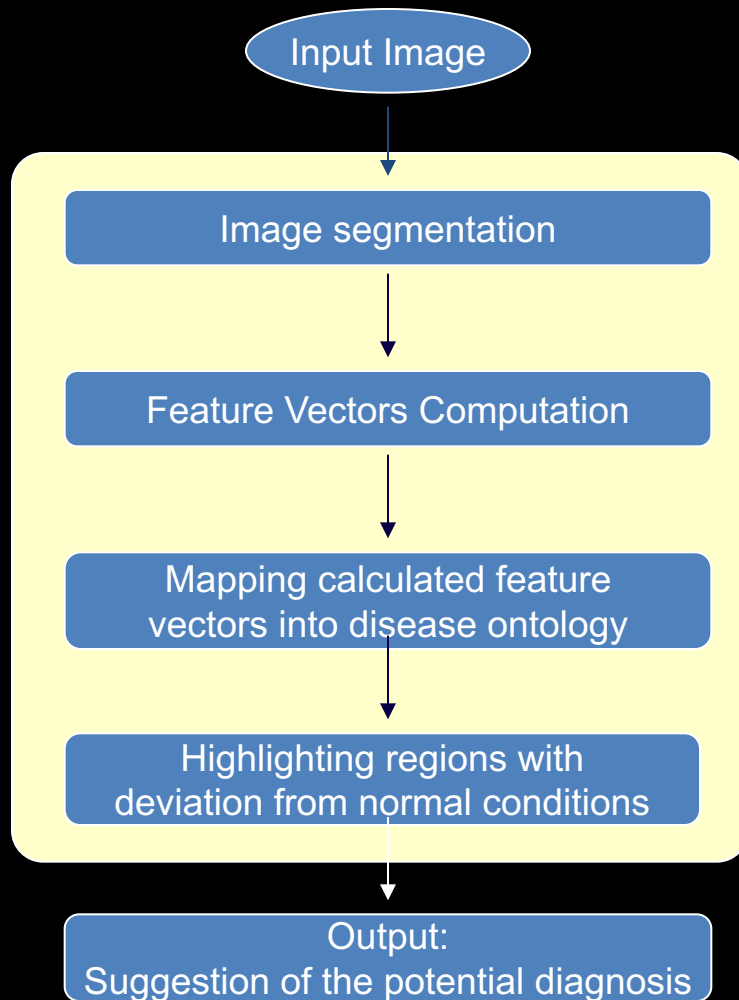 Input Image
Image segmentation
Feature Vectors Computation
Mapping calculated feature
vectors into disease ontology
Highlighting regions with
deviation from normal conditions
Output:
Suggestion of the potential diagnosis